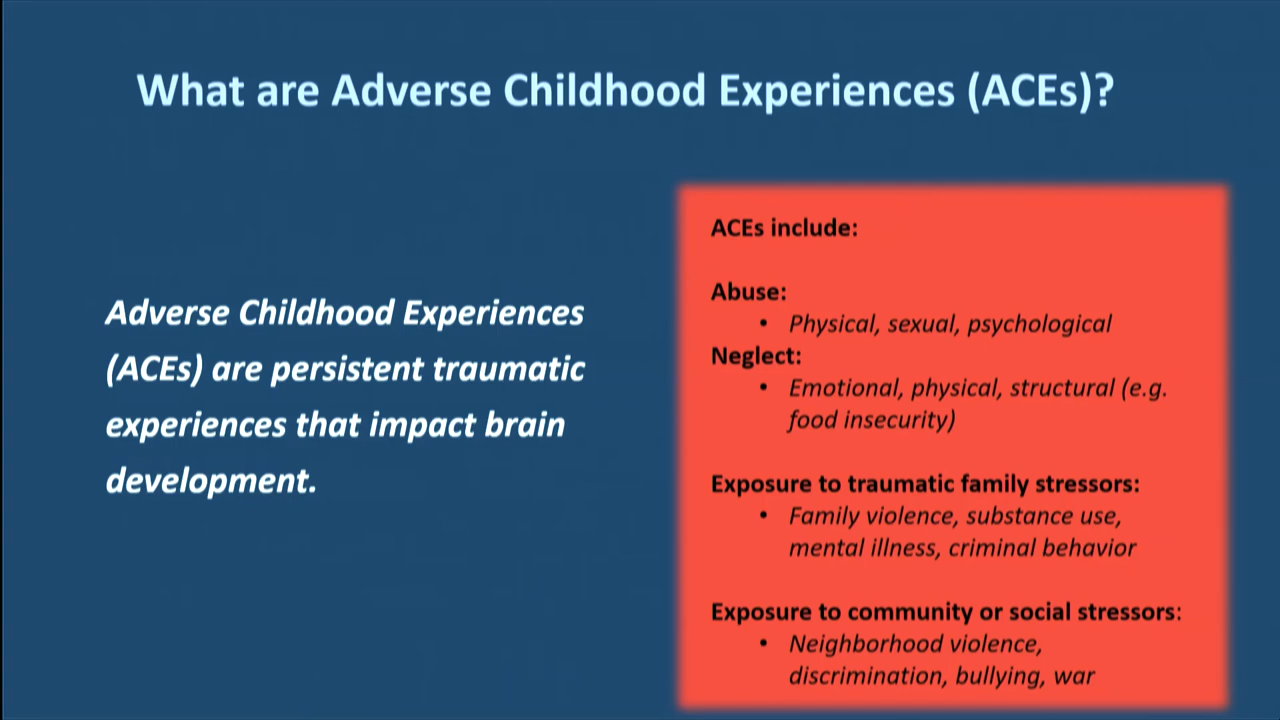 What are Adverse Childhood Experiences (ACEs)?
Adverse Childhood Experiences
(ACEs) are persistent traumatic
experiences that impact brain
development.
ACEs include:
Abuse:
• Physical, sexual, psychological
Neglect:
• Emotional, physical, structural (e.g.
food insecurity)
Exposure to traumatic family stressors:
• Family violence, substance use,
mental illness, criminal behavior
Exposure to community or social stressors:
• Neighborhood violence,
discrimination, bullying, war